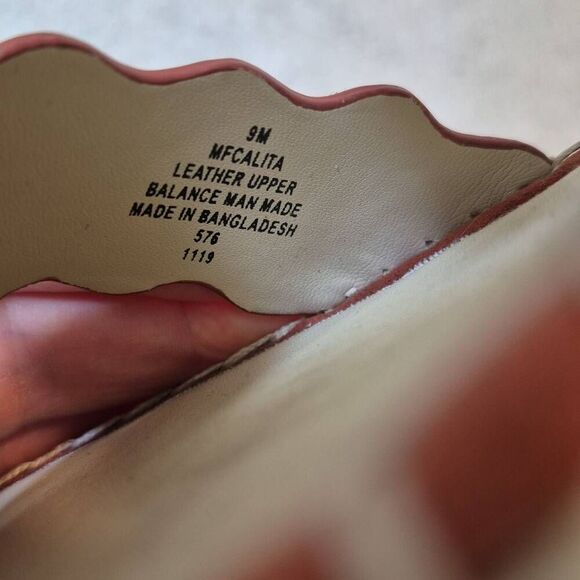 9M
MFCALITA
LEATHER UPPER
BALANCE MAN MADE
MADE IN BANGLADESH
576
1119